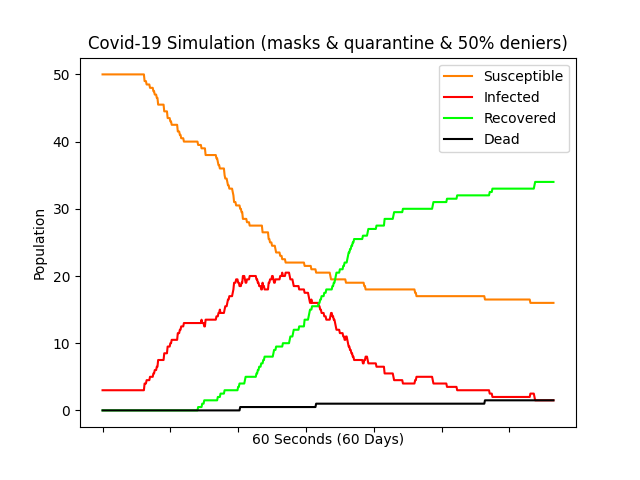 Covid-19 Simulation (masks & quarantine & 50% deniers)
Susceptible
Infected
Recovered
Dead
50
40
30
20
10
0
Population
60 Seconds (60 Days)